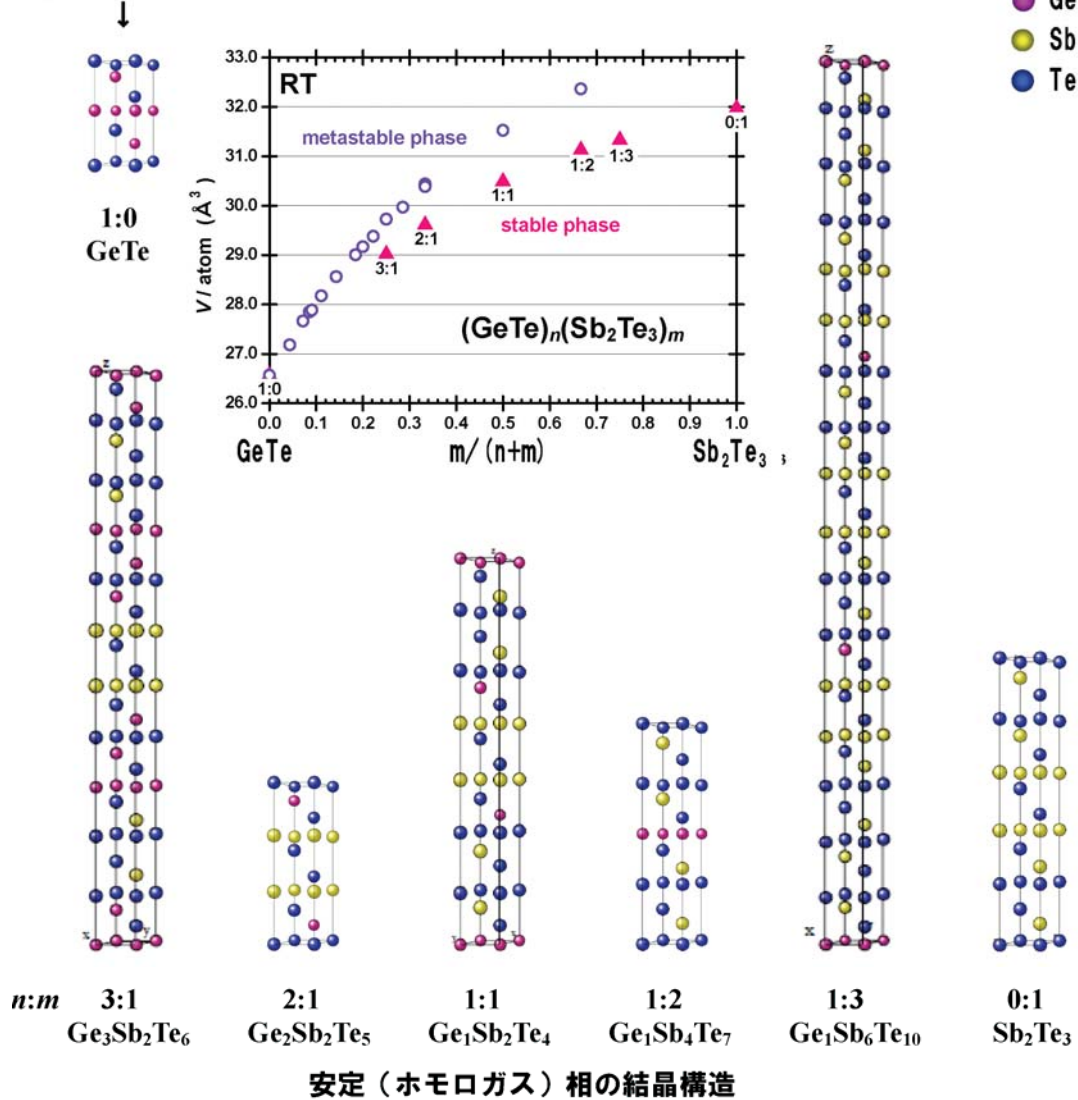 ↓
Ge
Sb
Te
1:0
GeTe
33.0
32.0
31.0
30.0
29.0
28.0
27.0
26.0
V/atom (Å³)
RT
metastable phase
stable phase
(GeTe)n(Sb₂Te₃)m
1:0
3:1
2:1
1:1
1:2
1:3
0:1
0.0 0.1 0.2 0.3 0.4 0.5 0.6 0.7 0.8 0.9 1.0
GeTe m/(n+m) Sb₂Te₃
z
z
z
x y
x
n:m 3:1 2:1 1:1 1:2 1:3 0:1
Ge₃Sb₂Te₆ Ge₂Sb₂Te₅ Ge₁Sb₂Te₄ Ge₁Sb₄Te₇ Ge₁Sb₆Te₁₀ Sb₂Te₃
安定(ホモロガス)相の結晶構造